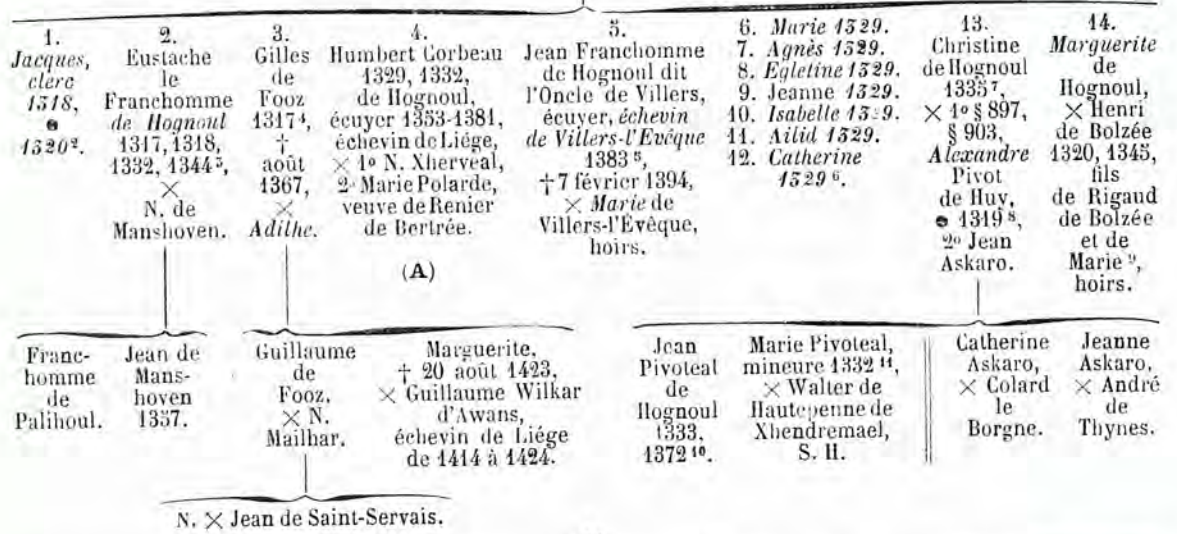 1.
Jacques,
clerc
1318,
1320².
2.
Eustache
le
Franchomme
de Hognoul
1317, 1318,
1332, 1344³,
×
N. de
Manshoven.
3.
Gilles
de
Fooz
1317⁴,
†
août
1367,
×
Adilhe.
4.
Humbert Corbeau
1329, 1332,
de Hognoul,
écuyer 1353-1381,
échevin de Liége,
× 1º N. Xherveal,
2º Marie Polarde,
veuve de Renier
de Bertrée.
(A)
5.
Jean Franchomme
de Hognoul dit
l'Oncle de Villers,
écuyer, échevin
de Villers-l'Evêque
1383⁵,
† 7 février 1394,
× Marie de
Villers-l'Evêque,
hoirs.
6. Marie 1329.
7. Agnès 1329.
8. Egletine 1329.
9. Jeanne 1329.
10. Isabelle
11. Ailid 1329.
12. Catherine
1329⁶.
13.
Christine
de Hognoul
1335⁷,
× 1º § 897,
§ 903,
Alexandre
Pivot
de Huy,
1319⁸,
2º Jean
Askaro.
14.
Marguerite
de
Hognoul,
× Henri
de Bolzée
1320, 1345,
fils
de Rigaud
de Bolzée
et de
Marie⁹,
hoirs.
Franc-
homme
de
Palihoul.
Jean de
Mans-
hoven
1357.
Guillaume
de
Fooz.
× N.
Mailhar.
Marguerite,
† 20 août 1423,
× Guillaume Wilkar
d'Awans,
échevin de Liége
de 1414 à 1424.
Jean
Pivoteal
de
Hognoul
1333,
1372¹⁰.
Marie Pivoteal,
mineure 1332¹¹,
× Walter de
Hautepenne de
Xhendremael,
S. H.
Catherine
Askaro,
× Colard
le
Borgne.
Jeanne
Askaro,
× André
de
Thynes.
N. × Jean de Saint-Servais.